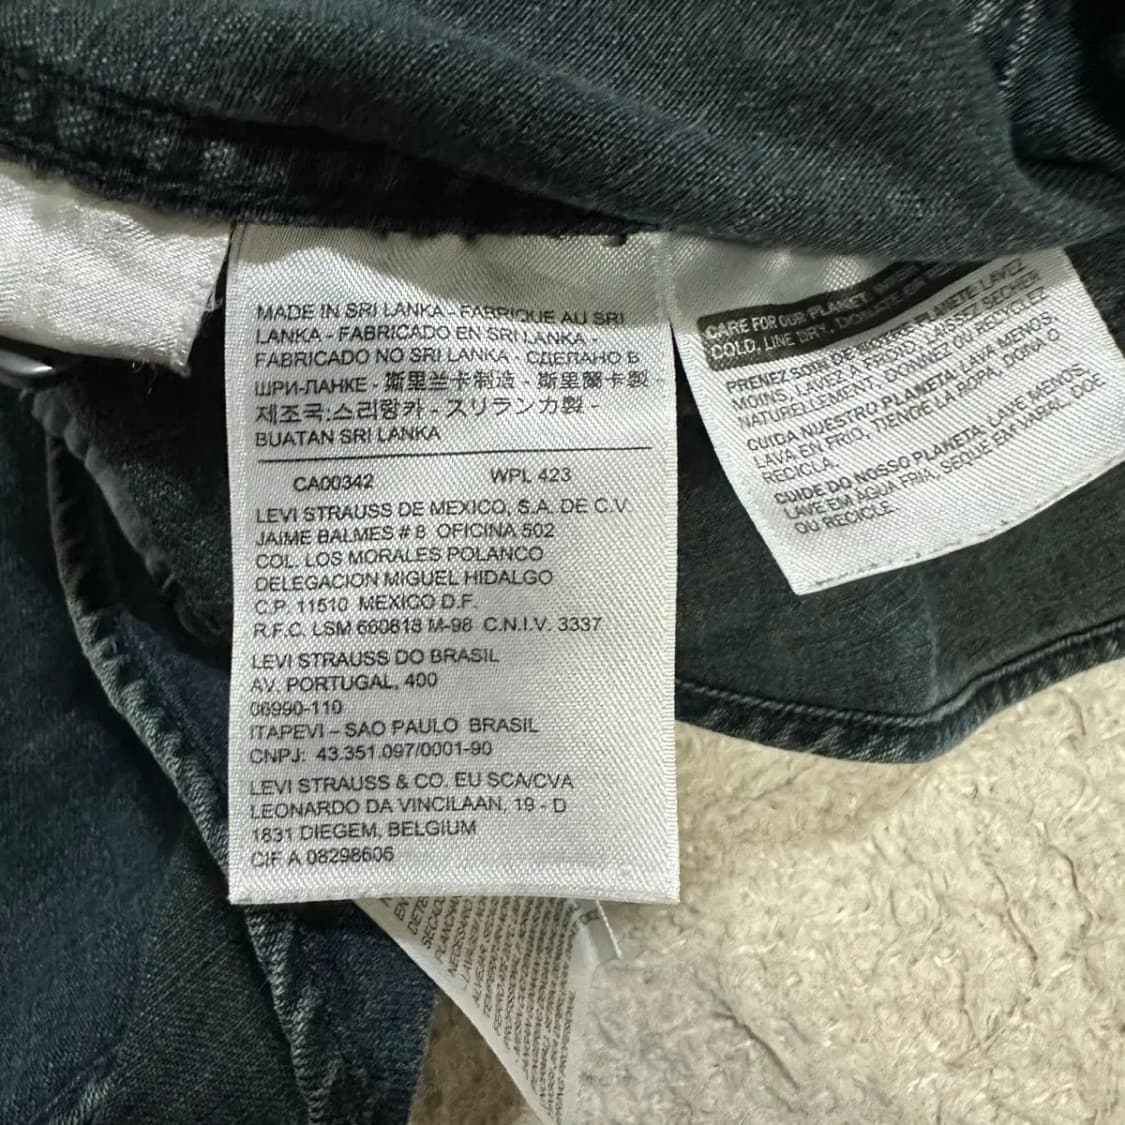 MADE IN SRI LANKA - FABRIQUE AU SRI
LANKA - FABRICADO EN SRI LANKA -
FABRICADO NO SRI LANKA - СДЕЛАНО В
ШРИ-ЛАНКЕ - 斯里兰卡制造 - 斯里蘭卡製 -
제조국:스리랑카 - スリランカ製 -
BUATAN SRI LANKA
CA00342 WPL 423
LEVI STRAUSS DE MEXICO, S.A. DE C.V.
JAIME BALMES # 8 OFICINA 502
COL. LOS MORALES POLANCO
DELEGACION MIGUEL HIDALGO
C.P. 11510 MEXICO D.F.
R.F.C. LSM 660818 M-98 C.N.I.V. 3337
LEVI STRAUSS DO BRASIL
AV. PORTUGAL, 400
06990-110
ITAPEVI – SAO PAULO BRASIL
CNPJ: 43.351.097/0001-90
LEVI STRAUSS & CO. EU SCA/CVA
LEONARDO DA VINCILAAN, 19 - D
1831 DIEGEM, BELGIUM
CIF A 08298606
CARE FOR OUR PLANET: WASH
COLD, LINE DRY, DONATE OR
PRENEZ SOIN DE NOTRE PLANETE: LAVEZ
MOINS, LAVEZ A FROID, LAISSEZ SECHER
NATURELLEMENT, DONNEZ OU RECYCLEZ
CUIDA NUESTRO PLANETA. LAVA MENOS,
LAVA EN FRIO, TIENDE LA ROPA, DONA O
RECICLA.
CUIDE DO NOSSO PLANETA. LAVE MENOS,
LAVE EM AGUA FRIA, SEQUE EM VARAL, DOE
OU RECICLE.